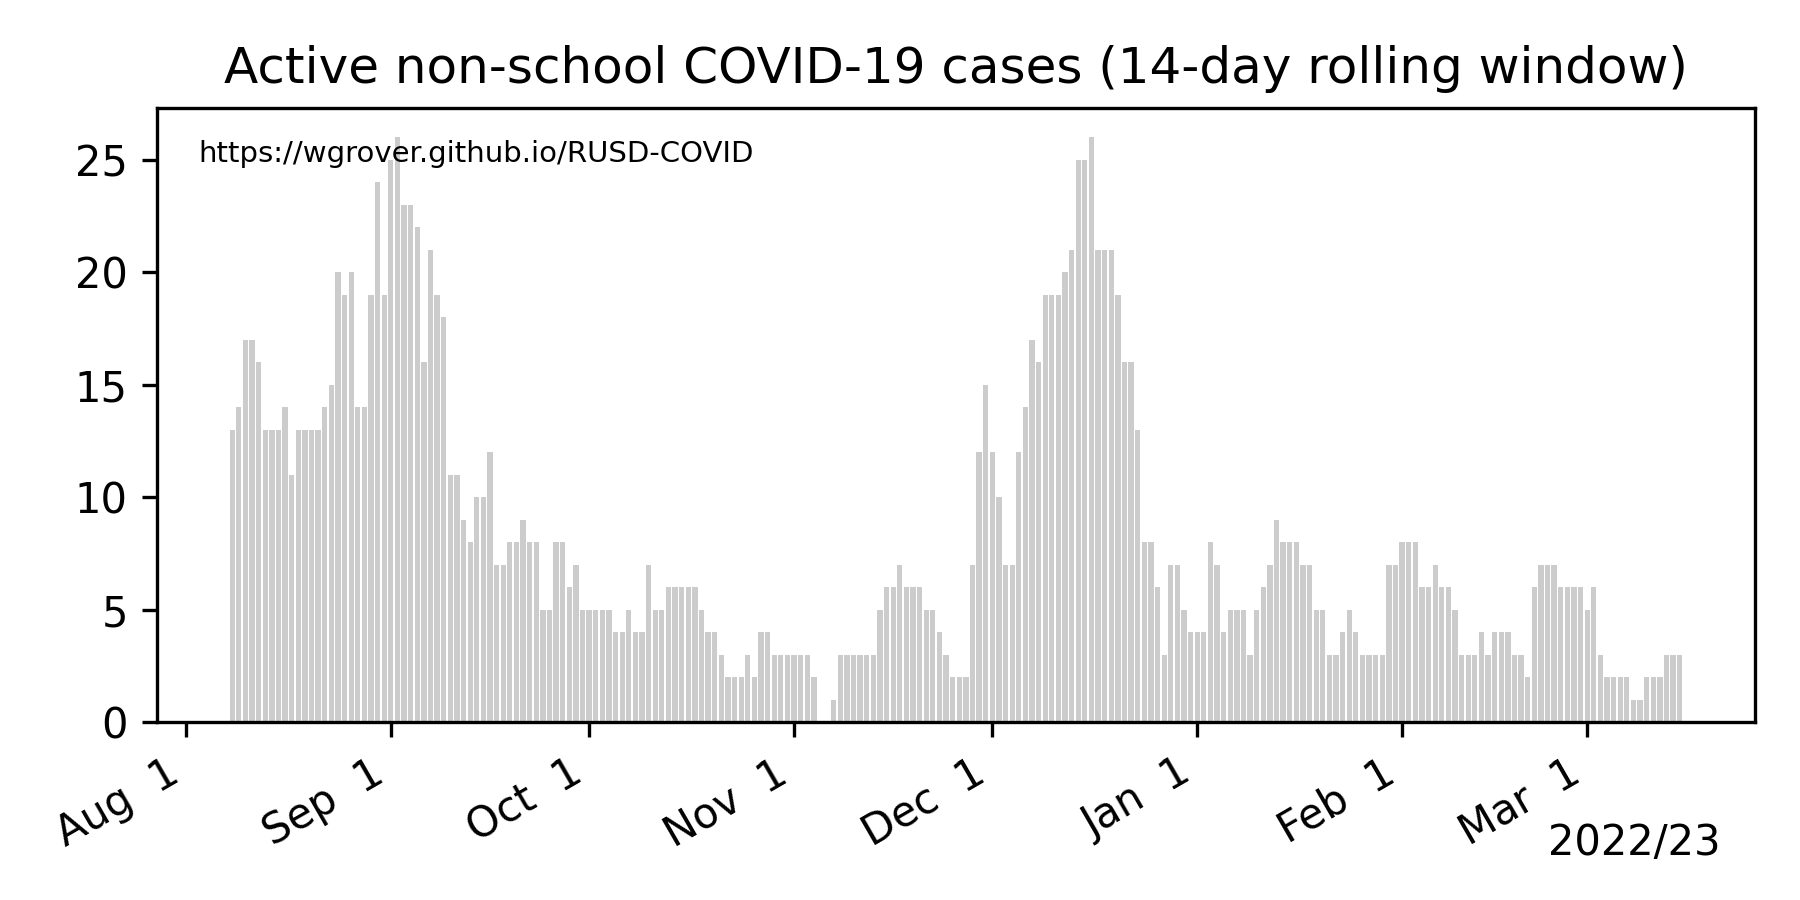 Active non-school COVID-19 cases (14-day rolling window)
https://wgrover.github.io/RUSD-COVID
25
20
15
10
5
0
Aug 1
Sep 1
Oct 1
Nov 1
Dec 1
Jan 1
Feb 1
Mar 1
2022/23